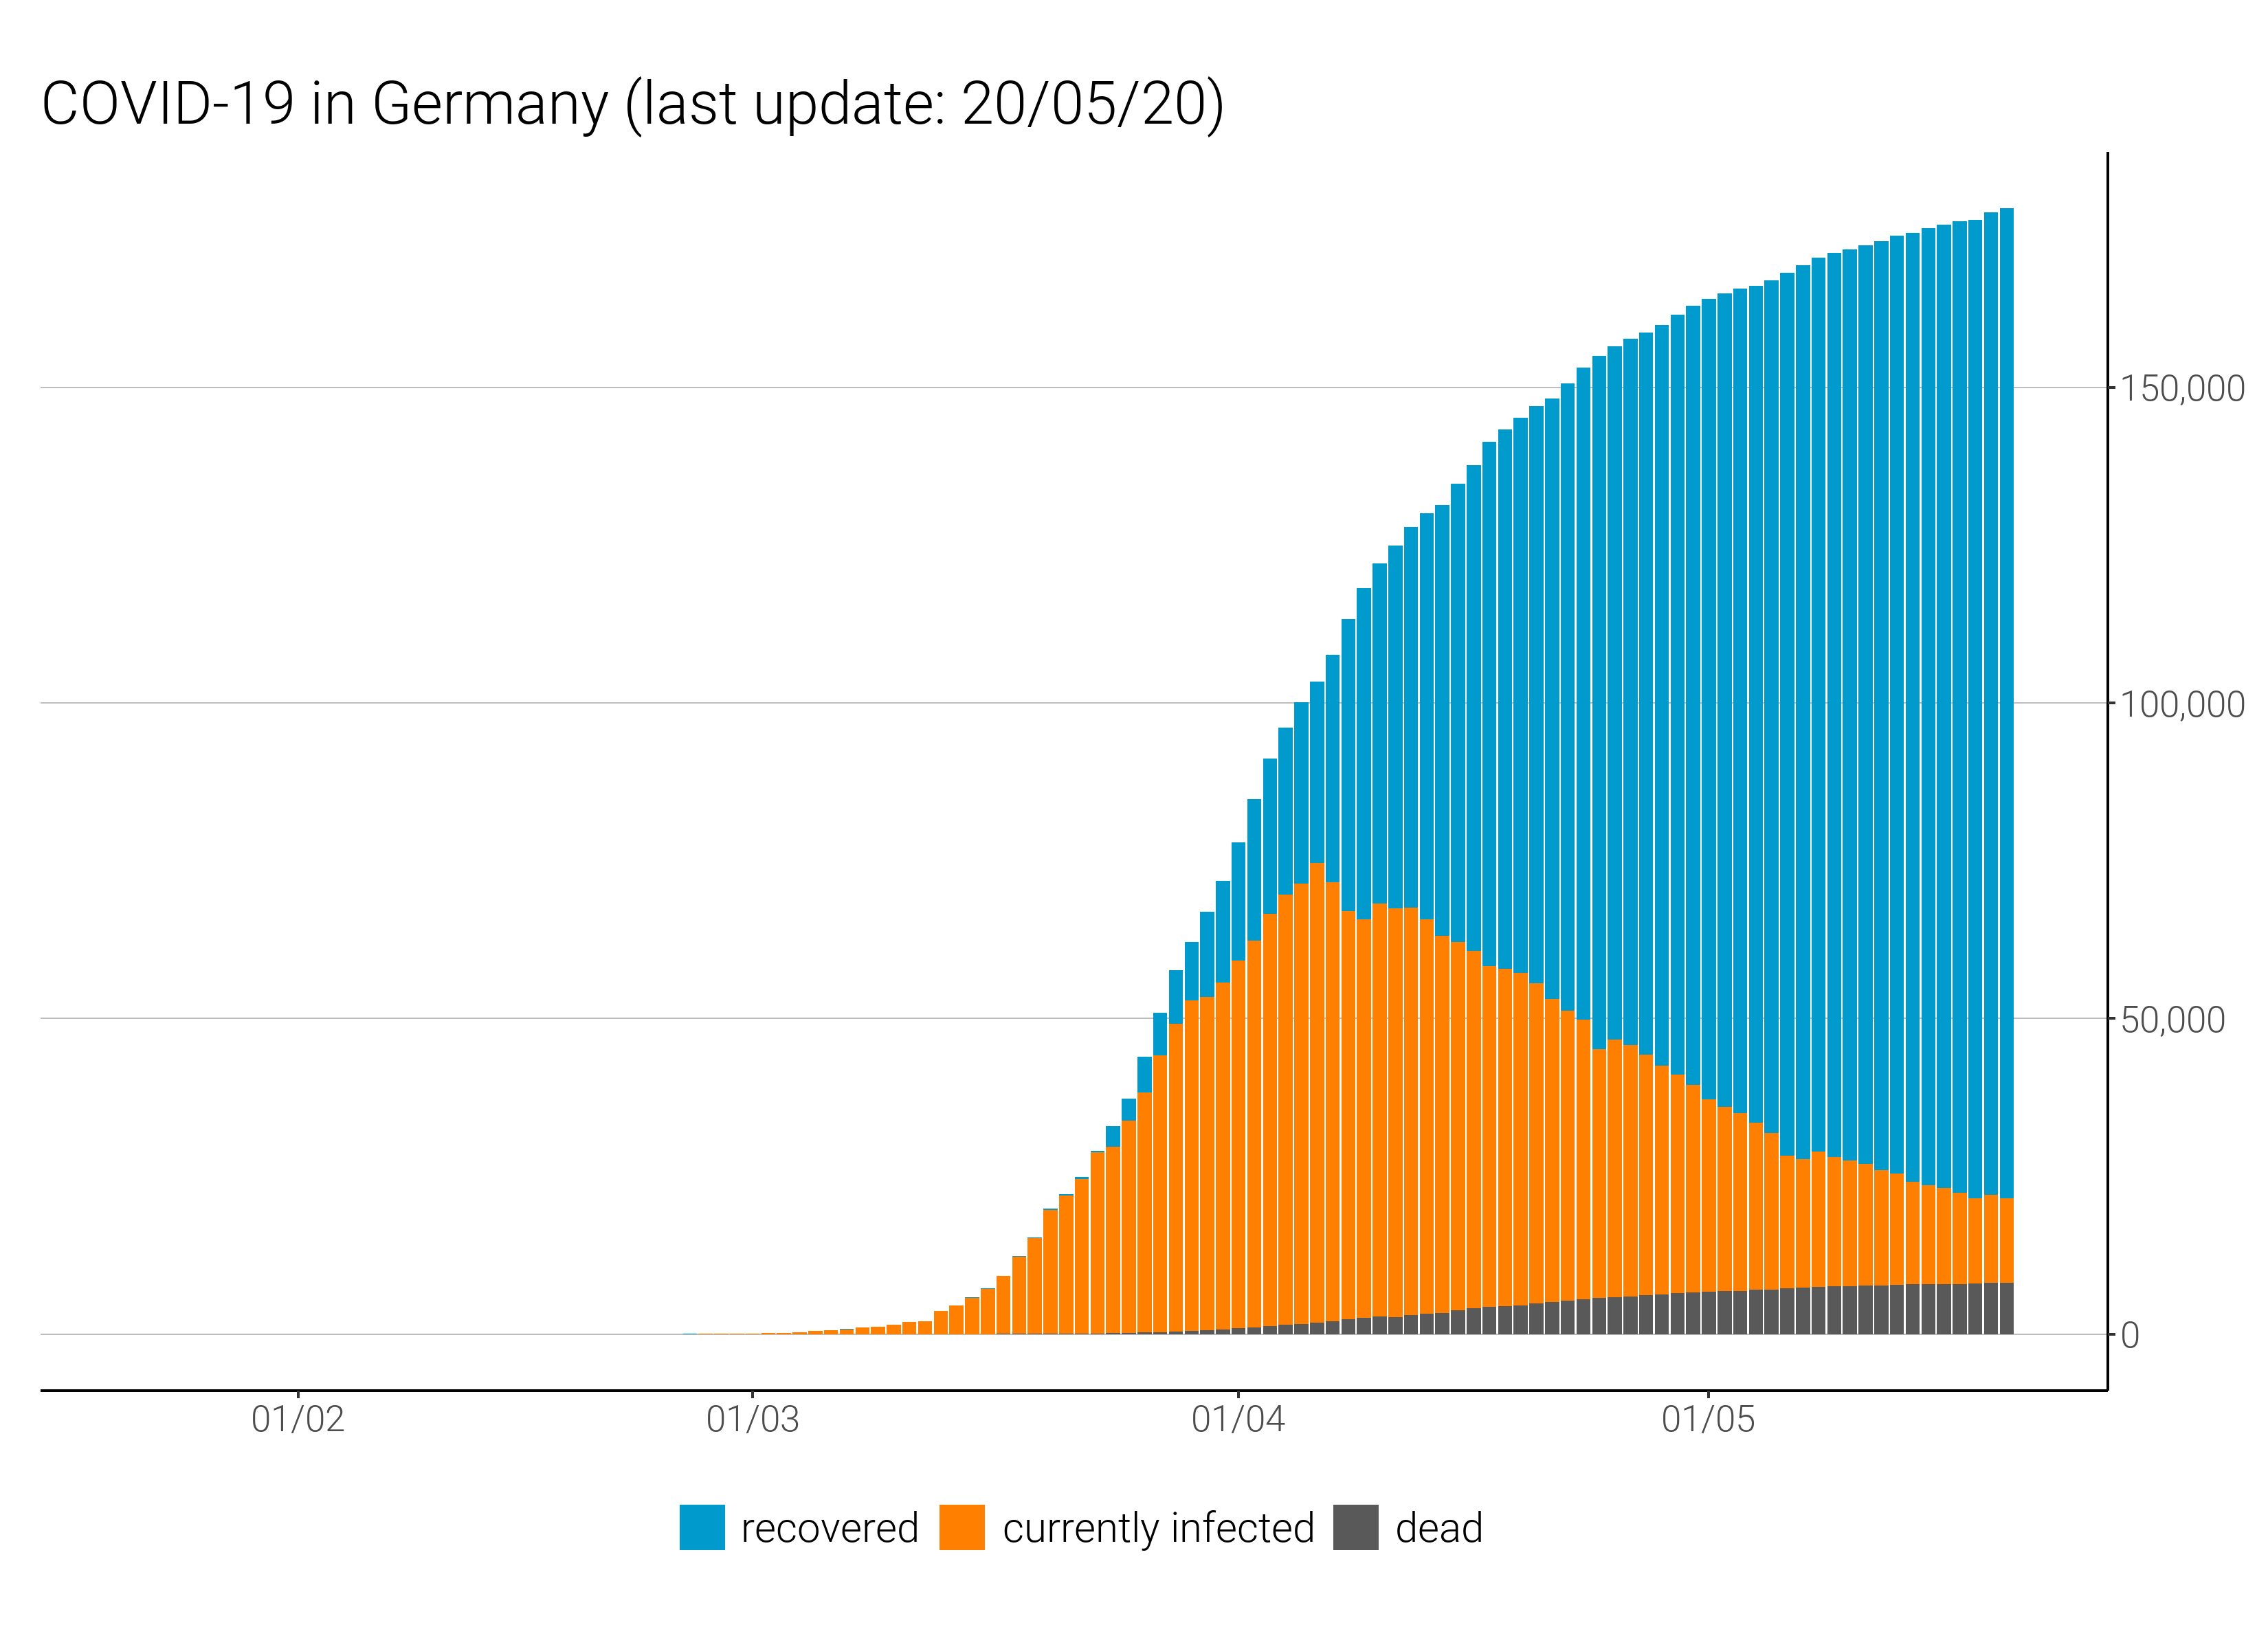 COVID-19 in Germany (last update: 20/05/20)
150,000
100,000
50,000
0
01/02 01/03 01/04 01/05
recovered currently infected dead